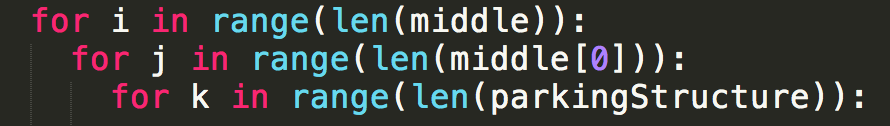 for i in range(len(middle)):
for j in range(len(middle[0])):
for k in range(len(parkingStructure)):